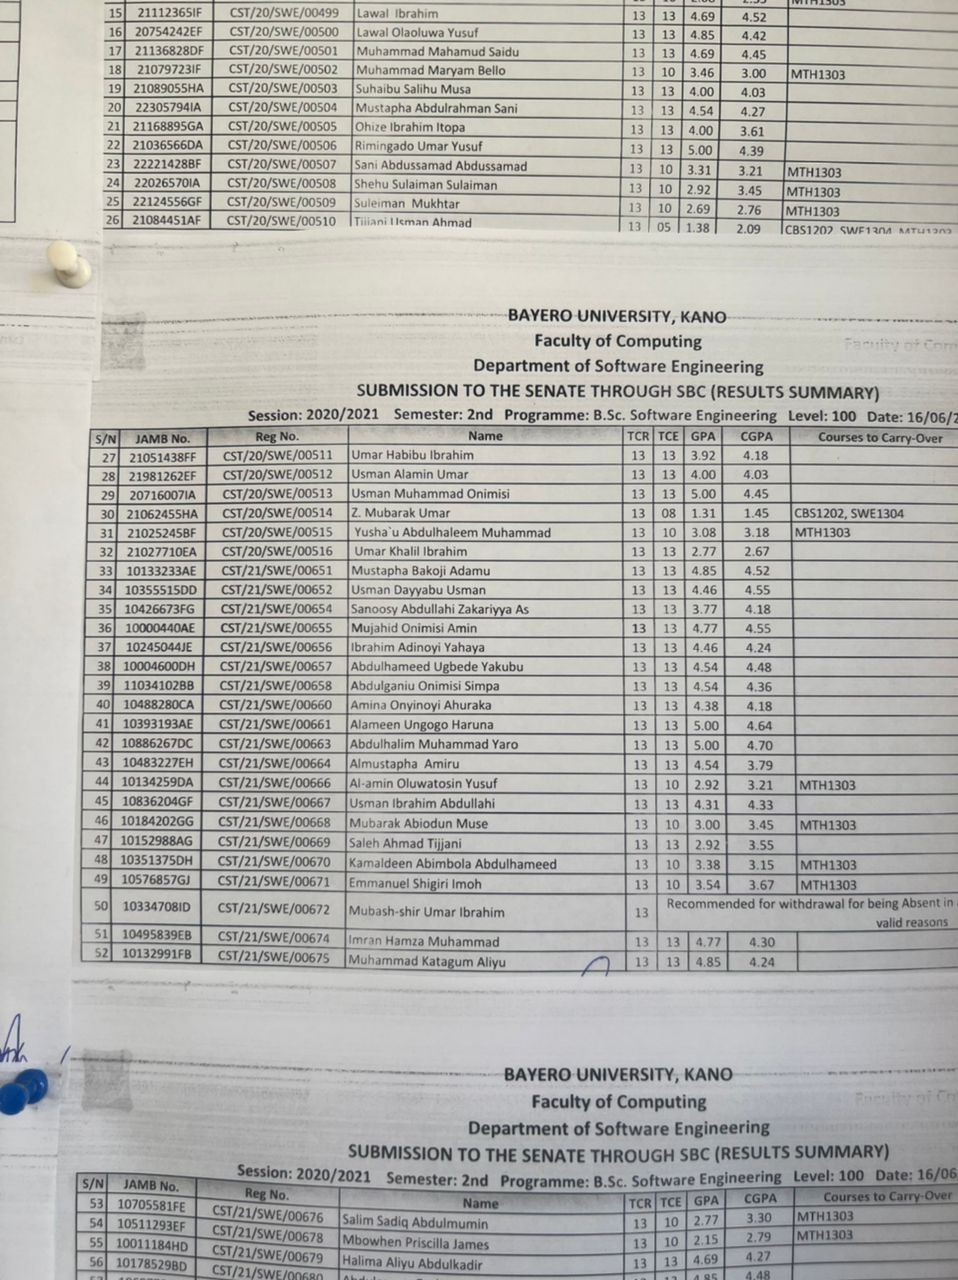 15 21112365IF CST/20/SWE/00499 Lawal Ibrahim 13 13 4.69 4.52
16 20754242EF CST/20/SWE/00500 Lawal Olaoluwa Yusuf 13 13 4.85 4.42
17 21136828DF CST/20/SWE/00501 Muhammad Mahamud Saidu 13 13 4.69 4.45
18 21079723IF CST/20/SWE/00502 Muhammad Maryam Bello 13 10 3.46 3.00 MTH1303
19 21089055HA CST/20/SWE/00503 Suhaibu Salihu Musa 13 13 4.00 4.03
20 22305794IA CST/20/SWE/00504 Mustapha Abdulrahman Sani 13 13 4.54 4.27
21 21168895GA CST/20/SWE/00505 Ohize Ibrahim Itopa 13 13 4.00 3.61
22 21036566DA CST/20/SWE/00506 Rimingado Umar Yusuf 13 13 5.00 4.39
23 22221428BF CST/20/SWE/00507 Sani Abdussamad Abdussamad 13 10 3.31 3.21 MTH1303
24 22026570IA CST/20/SWE/00508 Shehu Sulaiman Sulaiman 13 10 2.92 3.45 MTH1303
25 22124556GF CST/20/SWE/00509 Suleiman Mukhtar 13 10 2.69 2.76 MTH1303
26 21084451AF CST/20/SWE/00510 Tijjani Usman Ahmad 13 05 1.38 2.09 CBS1202, SWE1304,
BAYERO UNIVERSITY, KANO
Faculty of Computing
Department of Software Engineering
SUBMISSION TO THE SENATE THROUGH SBC (RESULTS SUMMARY)
Session: 2020/2021 Semester: 2nd Programme: B.Sc. Software Engineering Level: 100 Date: 16/06/2
S/N JAMB No. Reg No. Name TCR TCE GPA CGPA Courses to Carry-Over
27 21051438FF CST/20/SWE/00511 Umar Habibu Ibrahim 13 13 3.92 4.18
28 21981262EF CST/20/SWE/00512 Usman Alamin Umar 13 13 4.00 4.03
29 20716007IA CST/20/SWE/00513 Usman Muhammad Onimisi 13 13 5.00 4.45
30 21062455HA CST/20/SWE/00514 Z. Mubarak Umar 13 08 1.31 1.45 CBS1202, SWE1304
31 21025245BF CST/20/SWE/00515 Yusha`u Abdulhaleem Muhammad 13 10 3.08 3.18 MTH1303
32 21027710EA CST/20/SWE/00516 Umar Khalil Ibrahim 13 13 2.77 2.67
33 10133233AE CST/21/SWE/00651 Mustapha Bakoji Adamu 13 13 4.85 4.52
34 10355515DD CST/21/SWE/00652 Usman Dayyabu Usman 13 13 4.46 4.55
35 10426673FG CST/21/SWE/00654 Sanoosy Abdullahi Zakariyya As 13 13 3.77 4.18
36 10000440AE CST/21/SWE/00655 Mujahid Onimisi Amin 13 13 4.77 4.55
37 10245044JE CST/21/SWE/00656 Ibrahim Adinoyi Yahaya 13 13 4.46 4.24
38 10004600DH CST/21/SWE/00657 Abdulhameed Ugbede Yakubu 13 13 4.54 4.48
39 11034102BB CST/21/SWE/00658 Abdulganiu Onimisi Simpa 13 13 4.54 4.36
40 10488280CA CST/21/SWE/00660 Amina Onyinoyi Ahuraka 13 13 4.38 4.18
41 10393193AE CST/21/SWE/00661 Alameen Ungogo Haruna 13 13 5.00 4.64
42 10886267DC CST/21/SWE/00663 Abdulhalim Muhammad Yaro 13 13 5.00 4.70
43 10483227EH CST/21/SWE/00664 Almustapha Amiru 13 13 4.54 3.79
44 10134259DA CST/21/SWE/00666 Al-amin Oluwatosin Yusuf 13 10 2.92 3.21 MTH1303
45 10836204GF CST/21/SWE/00667 Usman Ibrahim Abdullahi 13 13 4.31 4.33
46 10184202GG CST/21/SWE/00668 Mubarak Abiodun Muse 13 10 3.00 3.45 MTH1303
47 10152988AG CST/21/SWE/00669 Saleh Ahmad Tijjani 13 13 2.92 3.55
48 10351375DH CST/21/SWE/00670 Kamaldeen Abimbola Abdulhameed 13 10 3.38 3.15 MTH1303
49 10576857GJ CST/21/SWE/00671 Emmanuel Shigiri Imoh 13 10 3.54 3.67 MTH1303
50 10334708ID CST/21/SWE/00672 Mubash-shir Umar Ibrahim 13 Recommended for withdrawal for being Absent in
valid reasons
51 10495839EB CST/21/SWE/00674 Imran Hamza Muhammad 13 13 4.77 4.30
52 10132991FB CST/21/SWE/00675 Muhammad Katagum Aliyu 13 13 4.85 4.24
BAYERO UNIVERSITY, KANO
Faculty of Computing
Department of Software Engineering
SUBMISSION TO THE SENATE THROUGH SBC (RESULTS SUMMARY)
Session: 2020/2021 Semester: 2nd Programme: B.Sc. Software Engineering Level: 100 Date: 16/06
S/N JAMB No. Reg No. Name TCR TCE GPA CGPA Courses to Carry-Over
53 10705581FE CST/21/SWE/00676 Salim Sadiq Abdulmumin 13 10 2.77 3.30 MTH1303
54 10511293EF CST/21/SWE/00678 Mbowhen Priscilla James 13 10 2.15 2.79 MTH1303
55 10011184HD CST/21/SWE/00679 Halima Aliyu Abdulkadir 13 13 4.69 4.27
56 10178529BD CST/21/SWE/00680 4.85 4.48